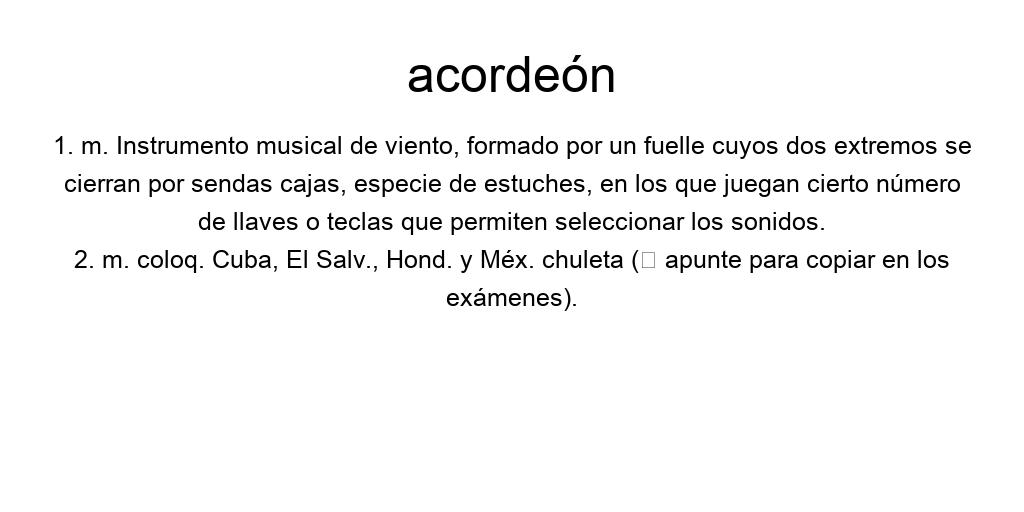 acordeón
1. m. Instrumento musical de viento, formado por un fuelle cuyos dos extremos se
cierran por sendas cajas, especie de estuches, en los que juegan cierto número
de llaves o teclas que permiten seleccionar los sonidos.
2. m. coloq. Cuba, El Salv., Hond. y Méx. chuleta (▯ apunte para copiar en los
exámenes).